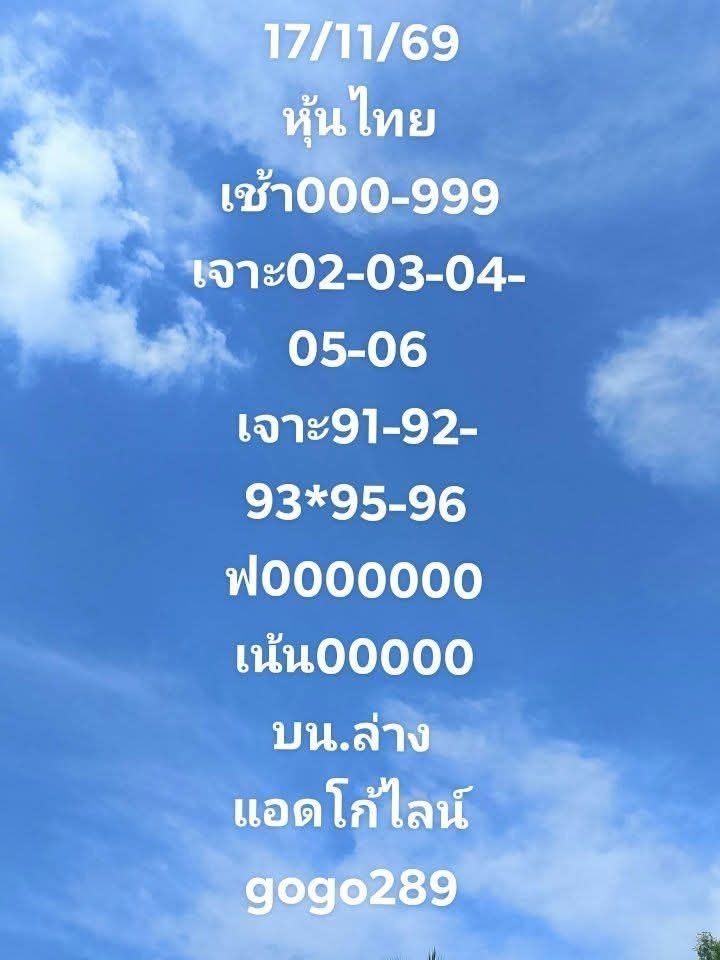 17/11/69
หุ้นไทย
เช้า000-999
เจาะ02-03-04-
05-06
เจาะ91-92-
93*95-96
ฟ0000000
เน้น00000
บน.ล่าง
แอดโก้ไลน์
gogo289